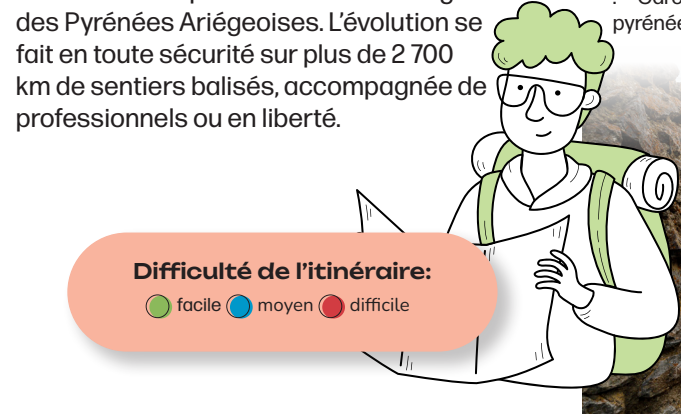 des Pyrénées Ariégeoises. L’évolution se
fait en toute sécurité sur plus de 2 700
km de sentiers balisés, accompagnée de
professionnels ou en liberté.
Difficulté de l’itinéraire:
facile moyen difficile